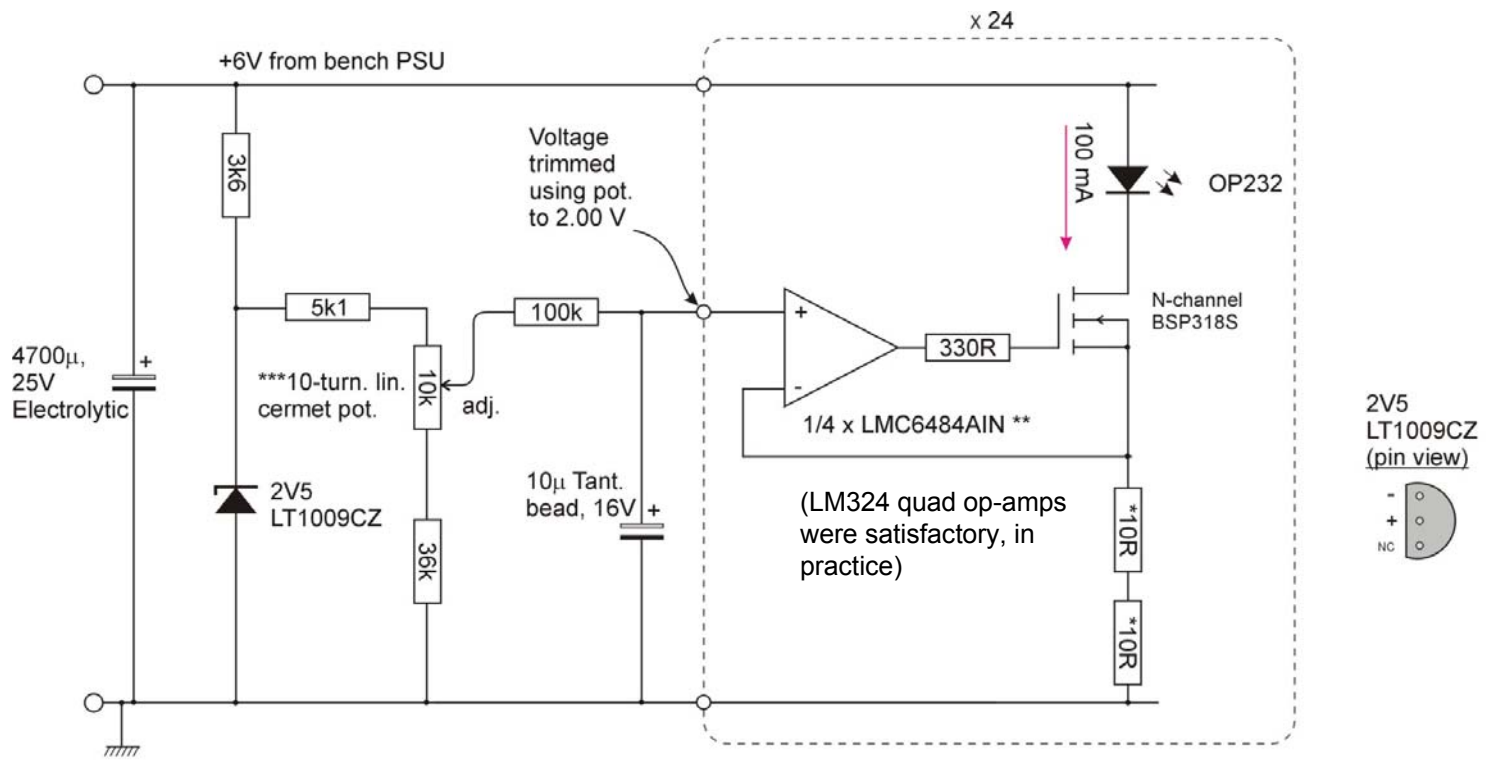 x 24
+6V from bench PSU
3k6
Voltage
trimmed
using pot.
to 2.00 V
100 mA
OP232
5k1
100k
+
-
330R
N-channel
BSP318S
4700µ,
25V
Electrolytic
+
***10-turn. lin.
cermet pot.
10k
adj.
1/4 x LMC6484AIN **
2V5
LT1009CZ
(pin view)
-
+
NC
2V5
LT1009CZ
10µ Tant.
bead, 16V
+
36k
(LM324 quad op-amps
were satisfactory, in
practice)
*10R
*10R